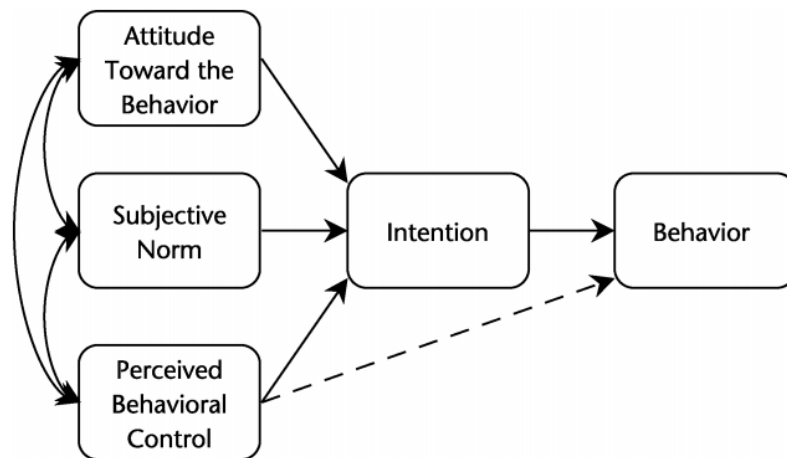 Attitude
Toward the
Behavior
Subjective
Norm
Intention
Behavior
Perceived
Behavioral
Control